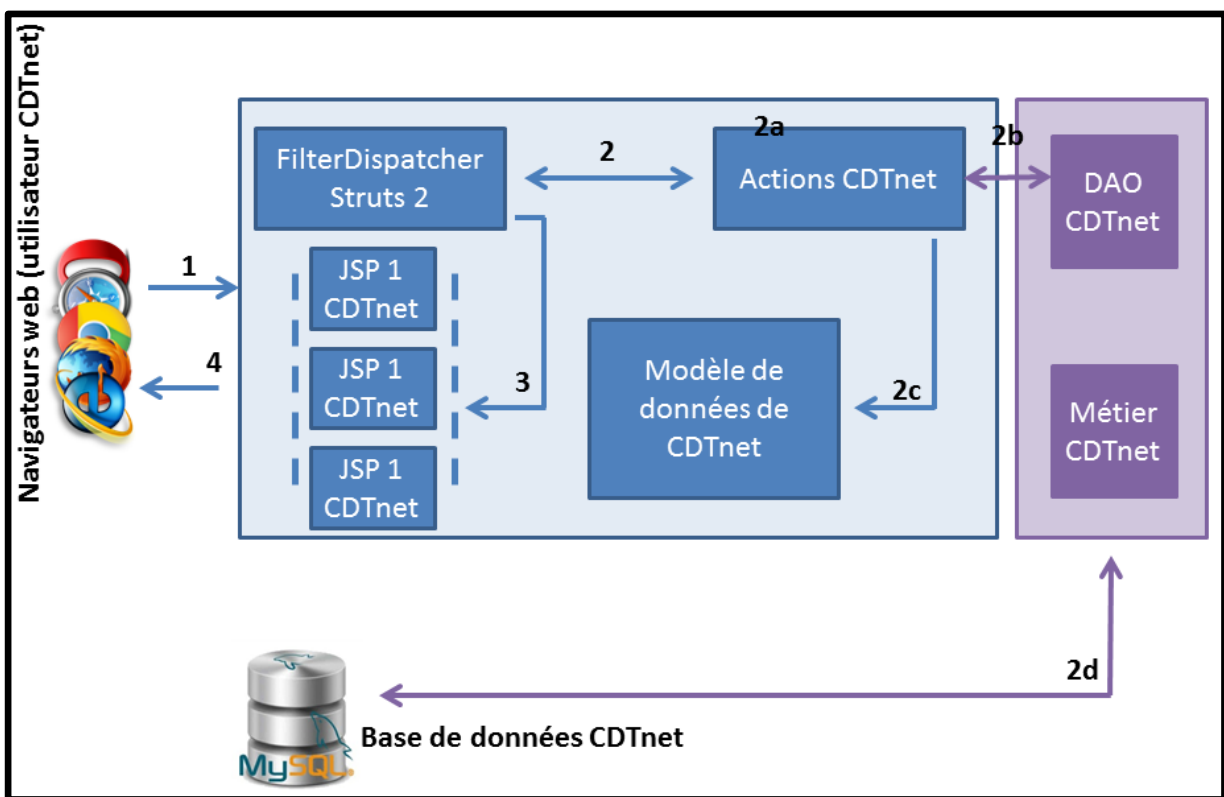 Navigateurs web (utilisateur CDTnet)
1
4
FilterDispatcher
Struts 2
2
2a
Actions CDTnet
2b
DAO
CDTnet
JSP 1
CDTnet
JSP 1
CDTnet
JSP 1
CDTnet
3
Modèle de
données de
CDTnet
2c
Métier
CDTnet
2d
Base de données CDTnet
MySQL